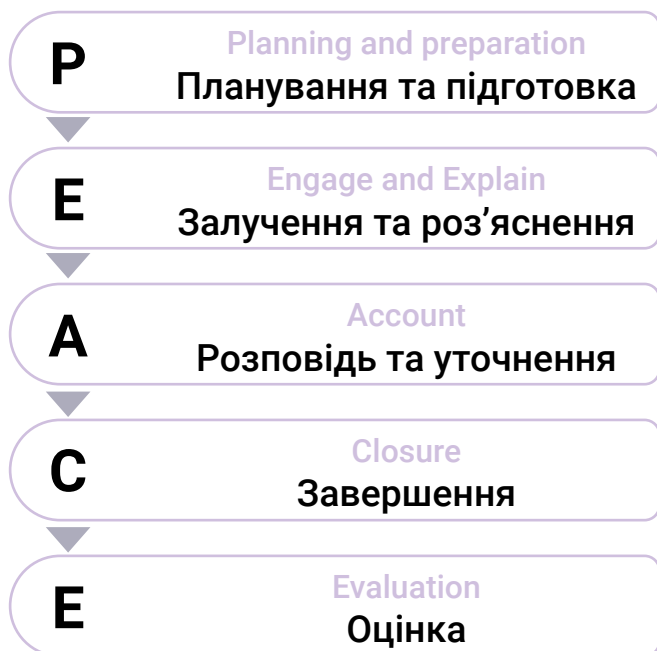 P
Planning and preparation
Планування та підготовка
E
Engage and Explain
Залучення та роз’яснення
A
Account
Розповідь та уточнення
C
Closure
Завершення
E
Evaluation
Оцінка